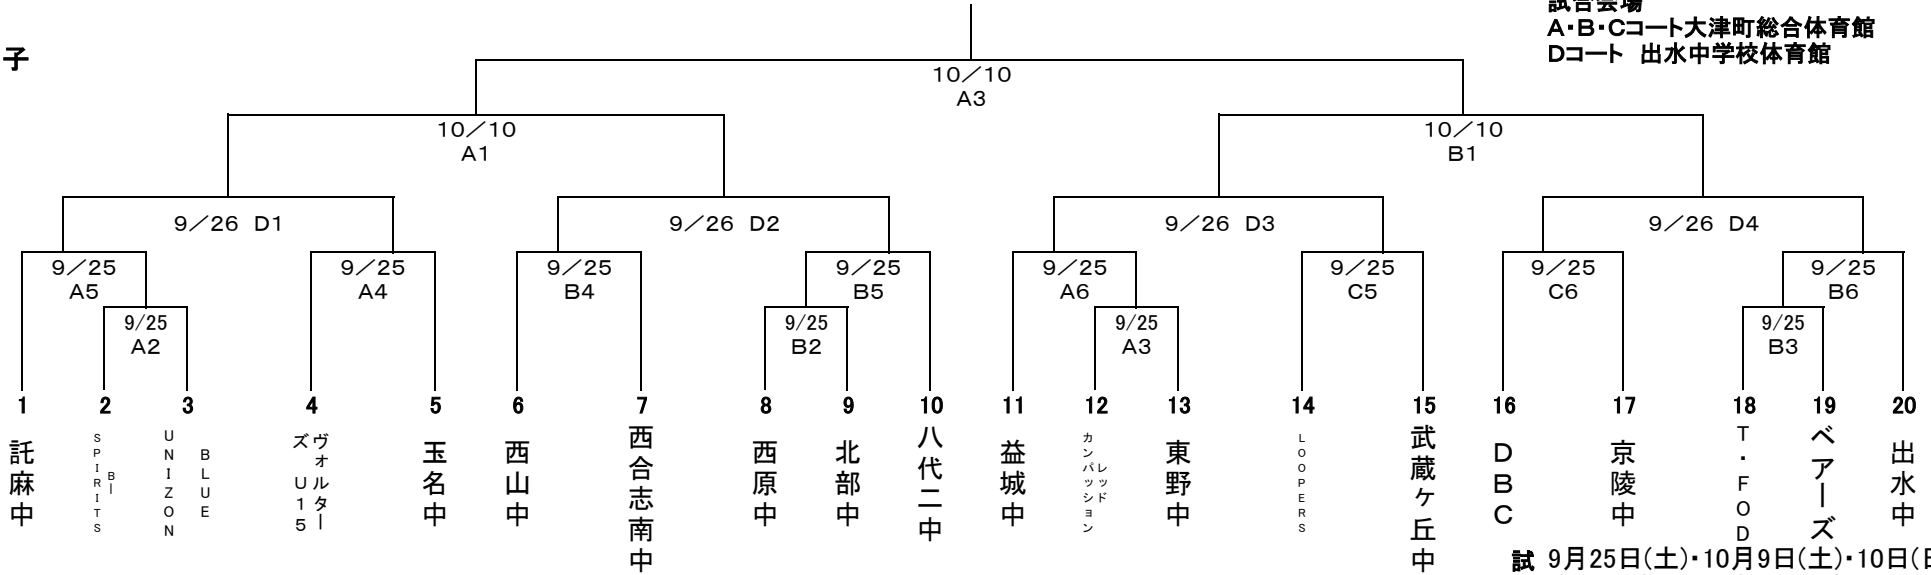 試合会場
A・B・Cコート大津町総合体育館
Dコート 出水中学校体育館
子
10／10
A3
10／10
A1
10／10
B1
9／26 D1
9／26 D2
9／26 D3
9／26 D4
9／25
A5
9／25
A4
9／25
B4
9／25
B5
9／25
A6
9／25
C5
9／25
C6
9／25
B6
9/25
A2
9/25
B2
9/25
A3
9/25
B3
1
2
3
4
5
6
7
8
9
10
11
12
13
14
15
16
17
18
19
20
託麻中
SPIRITS
B－
UNIZON
BLUE
ヴォルター
ズ U15
玉名中
西山中
西合志南中
西原中
北部中
八代二中
益城中
レッド
カンパッション
東野中
LOOPERS
武蔵ヶ丘中
DBC
京陵中
T・FOD
ベアーズ
出水中
試 9月25日(土)・10月9日(土)・10日(日